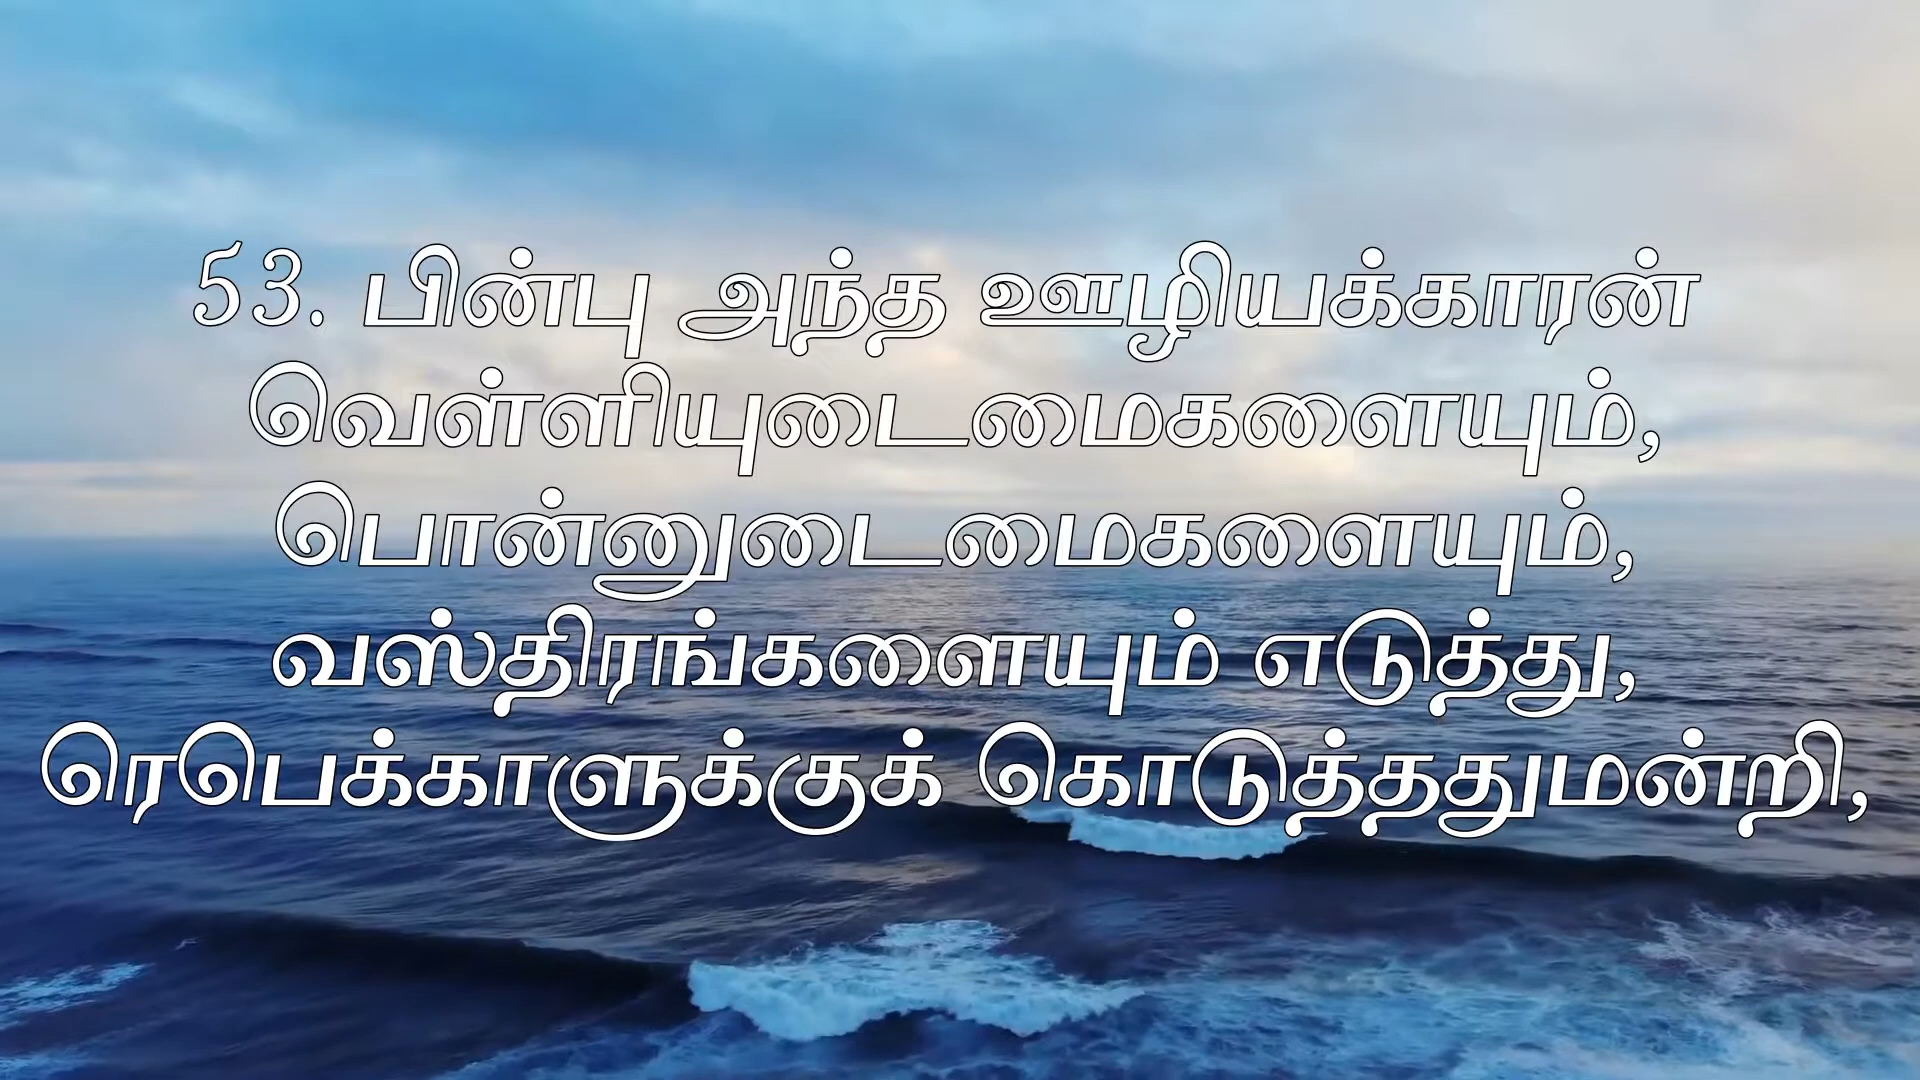 53. பின்பு அந்த ஊழியக்காரன்
வெள்ளியுடைமைகளையும்,
பொன்னுடைமைகளையும்,
வஸ்திரங்களையும் எடுத்து,
ரெபெக்காளுக்குக் கொடுத்ததுமன்றி,